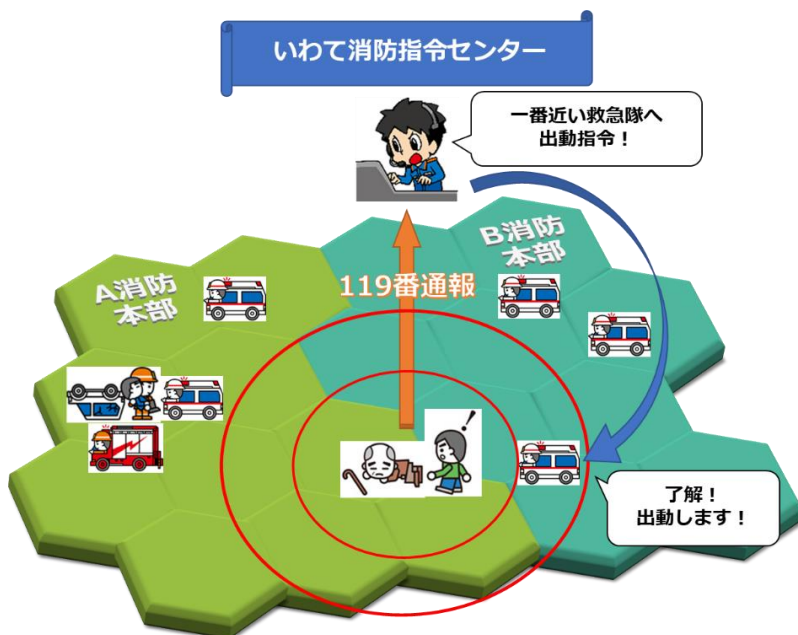 いわて消防指令センター
一番近い救急隊へ
出動指令！
A消防
本部
B消防
本部
119番通報
！
了解！
出動します！